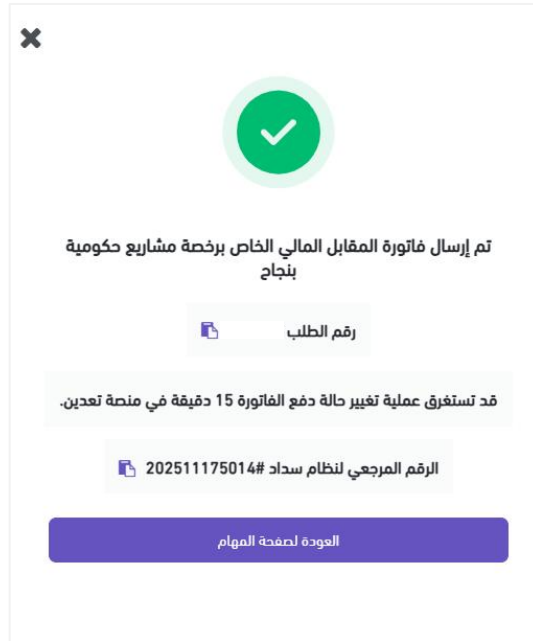 تم إرسال فاتورة المقابل المالي الخاص برخصة مشاريع حكومية
بنجاح
رقم الطلب
قد تستغرق عملية تغيير حالة دفع الفاتورة 15 دقيقة في منصة تعدين.
الرقم المرجعي لنظام سداد #202511175014
العودة لصفحة المهام